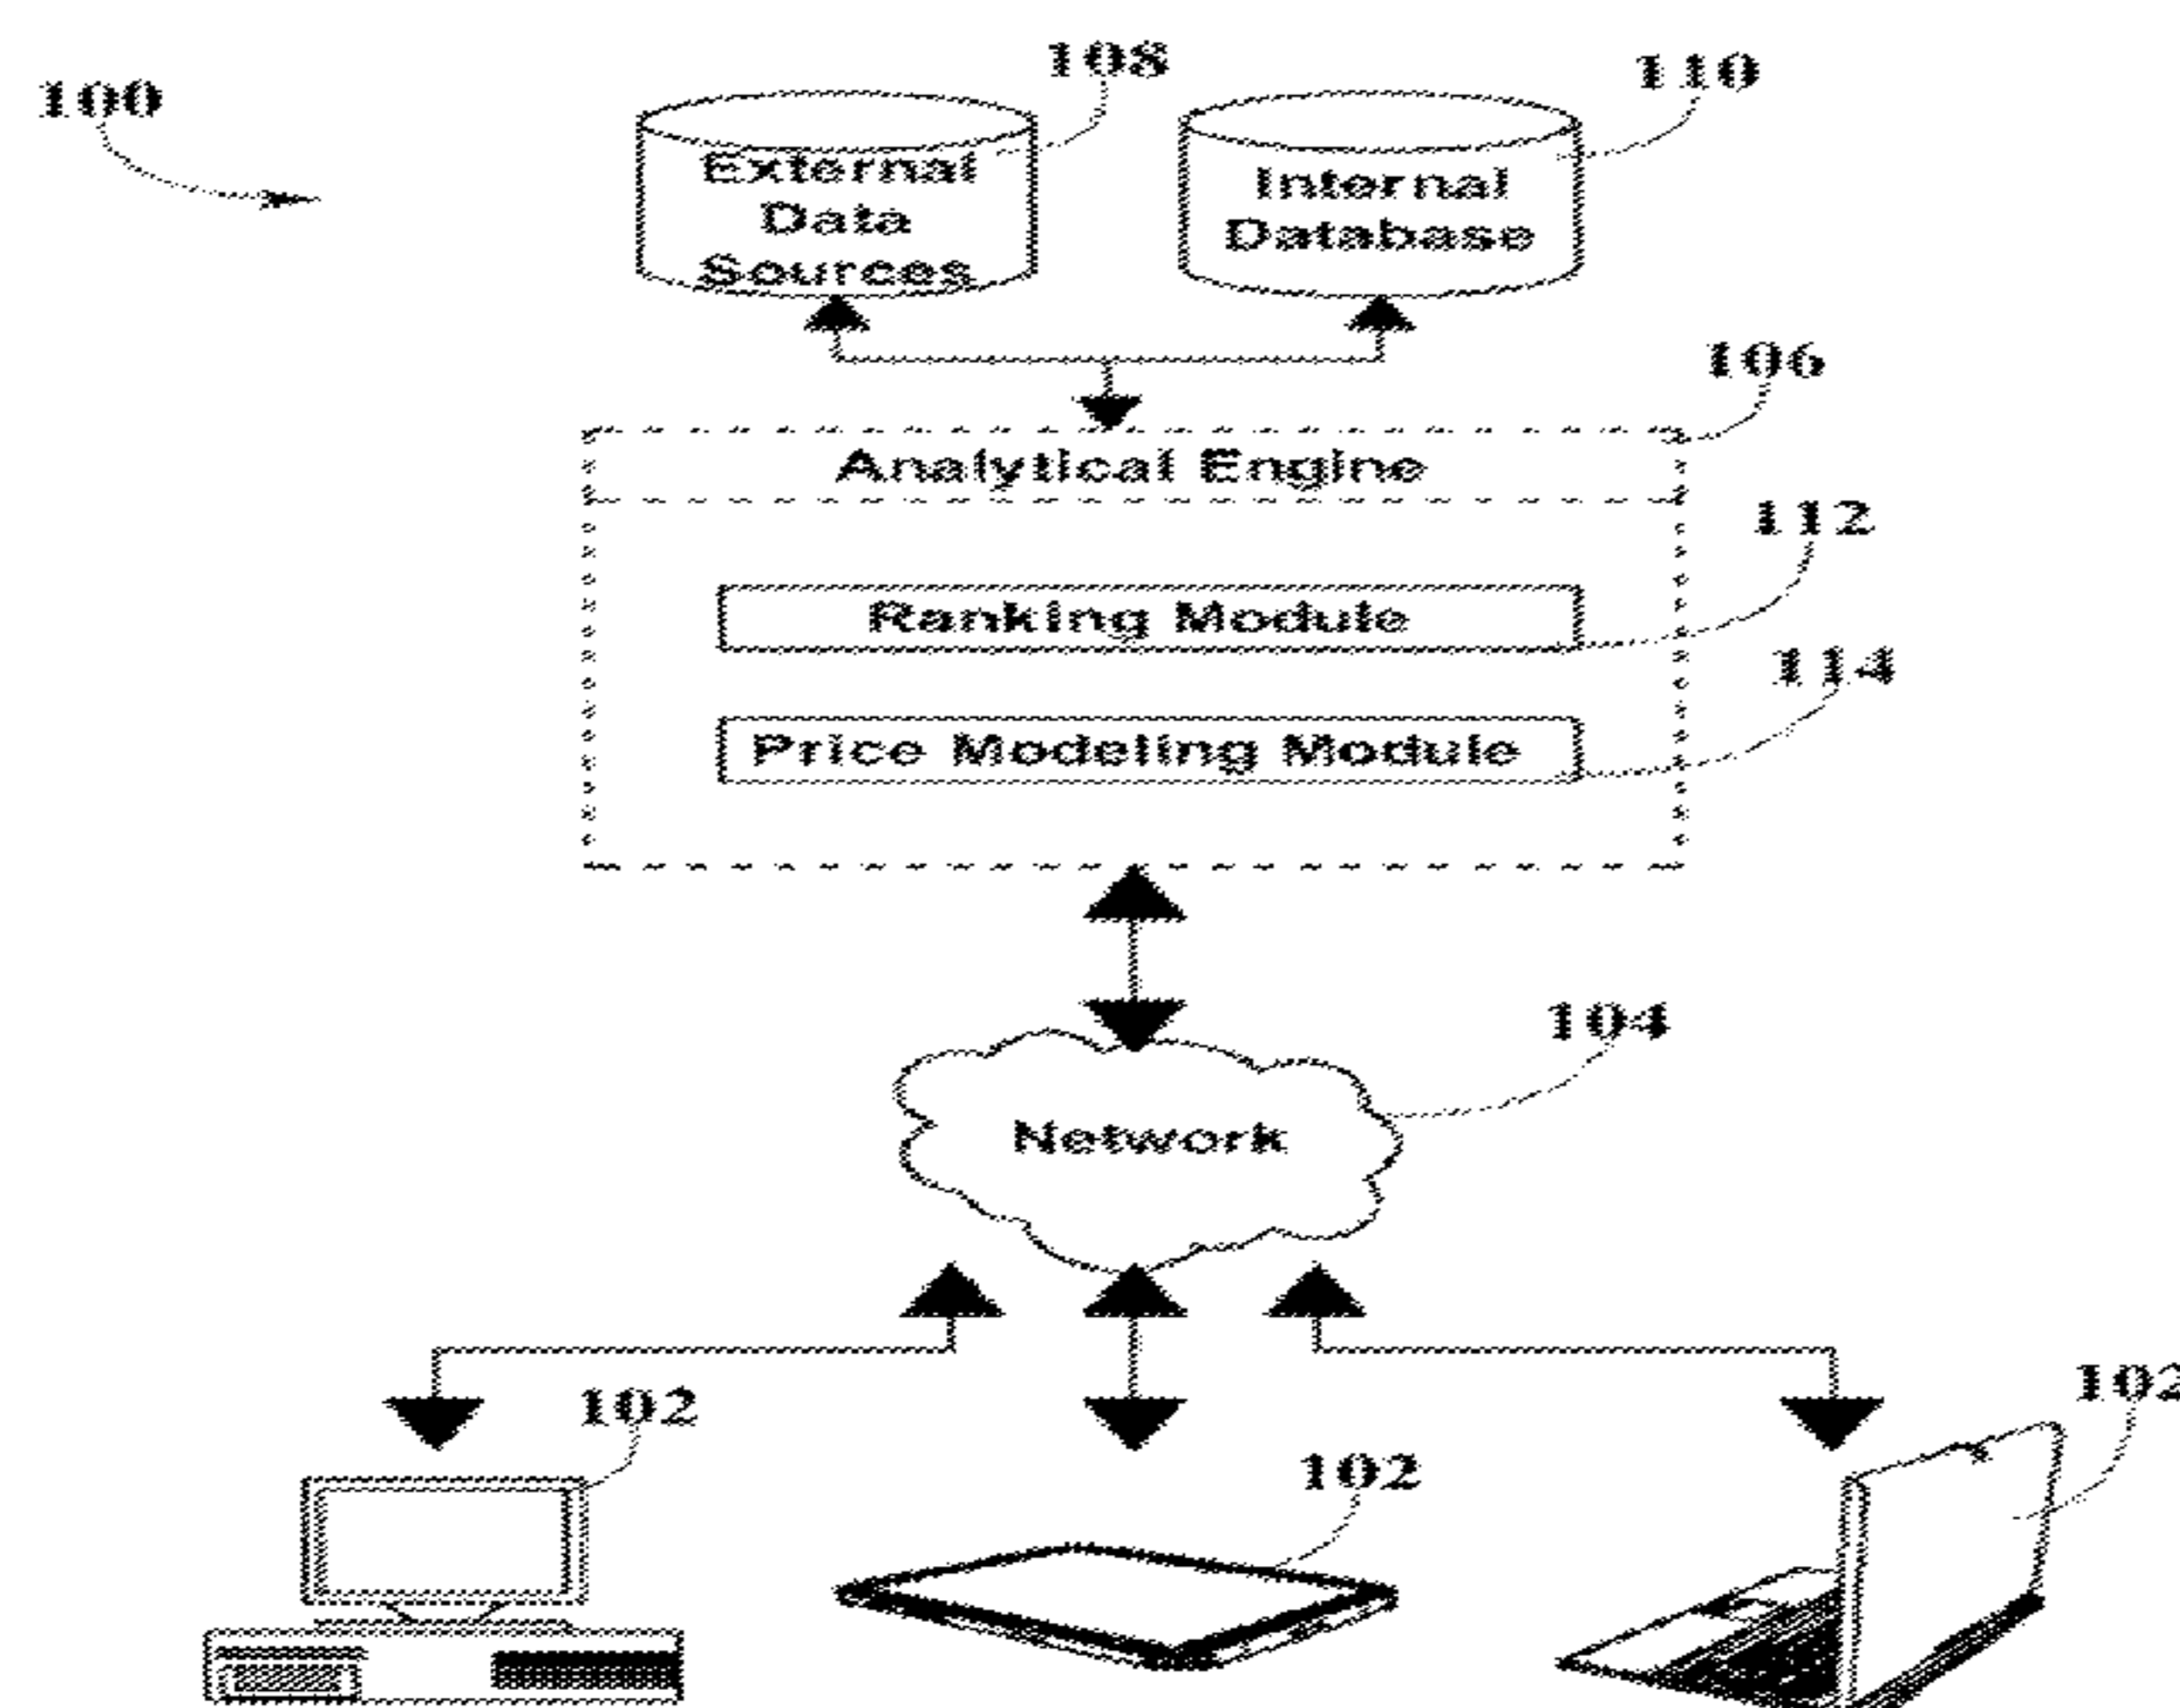 108
110
100
External
Data
Sources
Internal
Database
106
Analytical Engine
112
Ranking Module
114
Price Modeling Module
104
Network
102
102
102